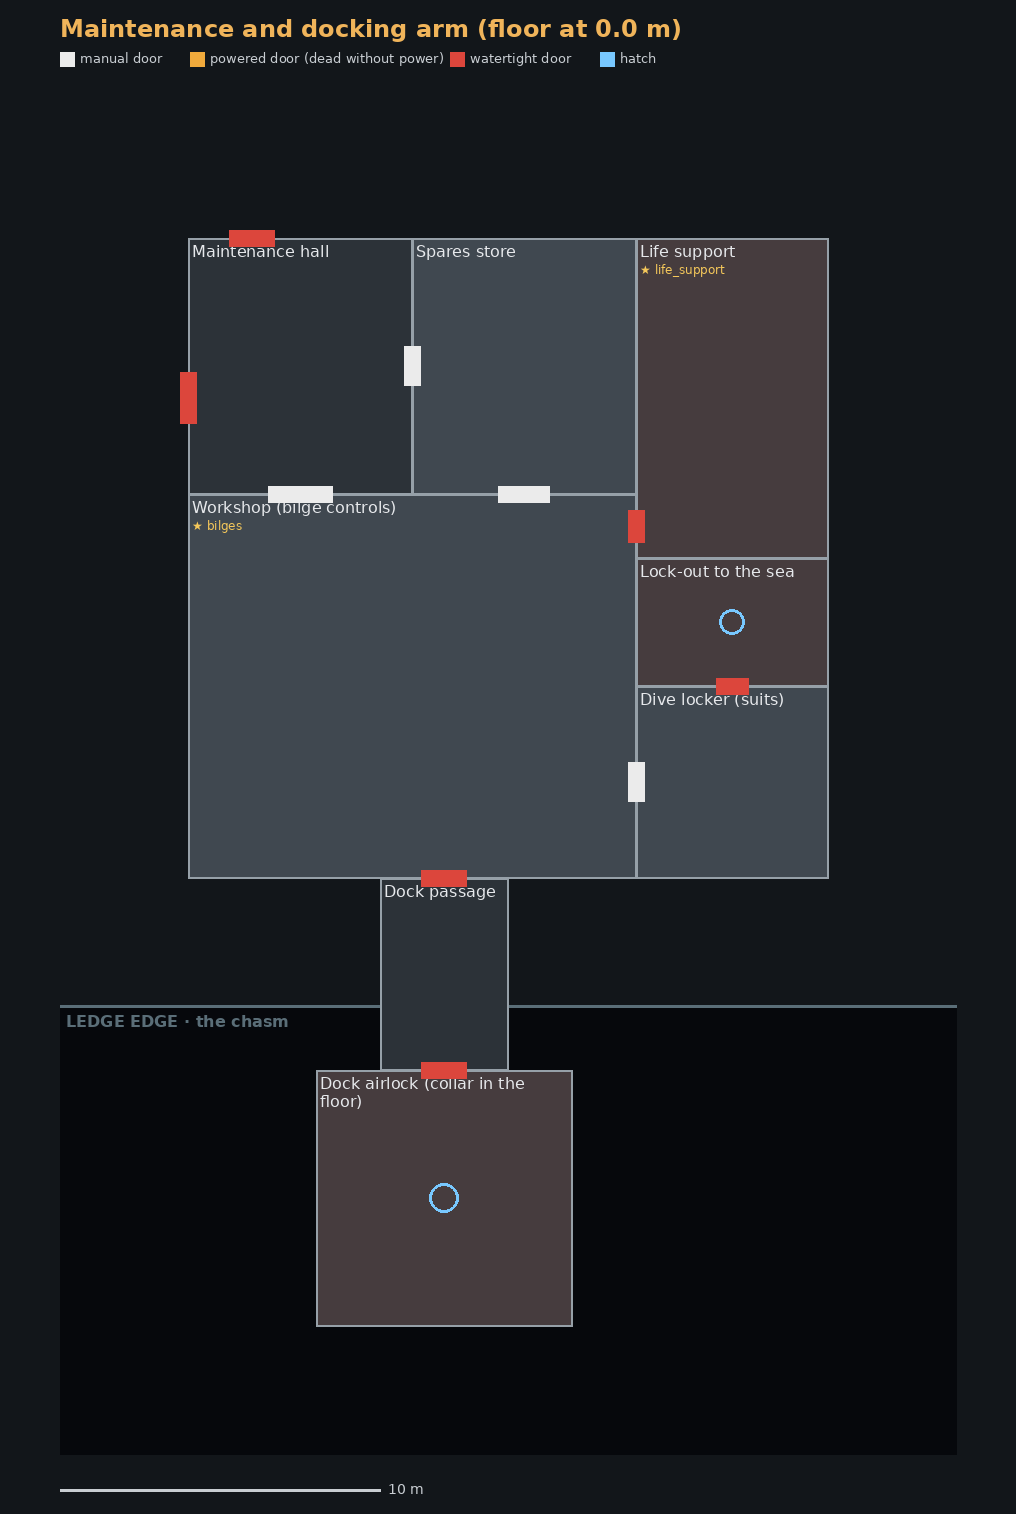 Maintenance and docking arm (floor at 0.0 m)
manual door
powered door (dead without power)
watertight door
hatch
Maintenance hall
Spares store
Life support
★ life_support
Workshop (bilge controls)
★ bilges
Lock-out to the sea
Dive locker (suits)
Dock passage
LEDGE EDGE · the chasm
Dock airlock (collar in the
floor)
10 m